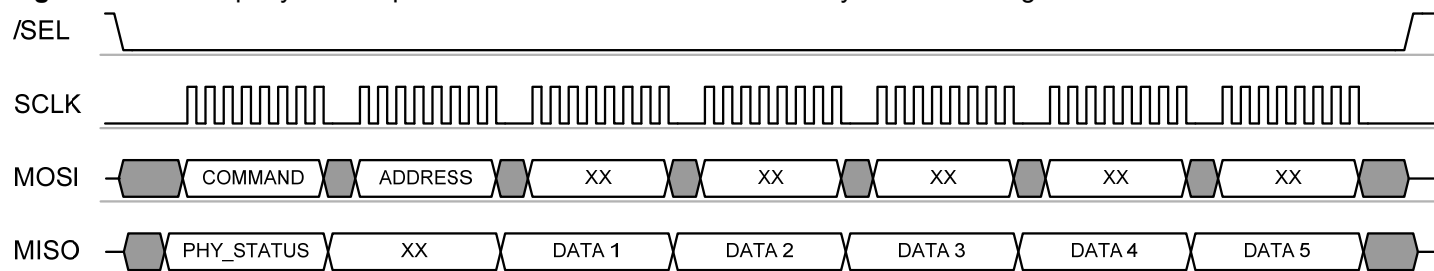 /SEL
SCLK
MOSI COMMAND ADDRESS XX XX XX XX XX
MISO PHY_STATUS XX DATA 1 DATA 2 DATA 3 DATA 4 DATA 5